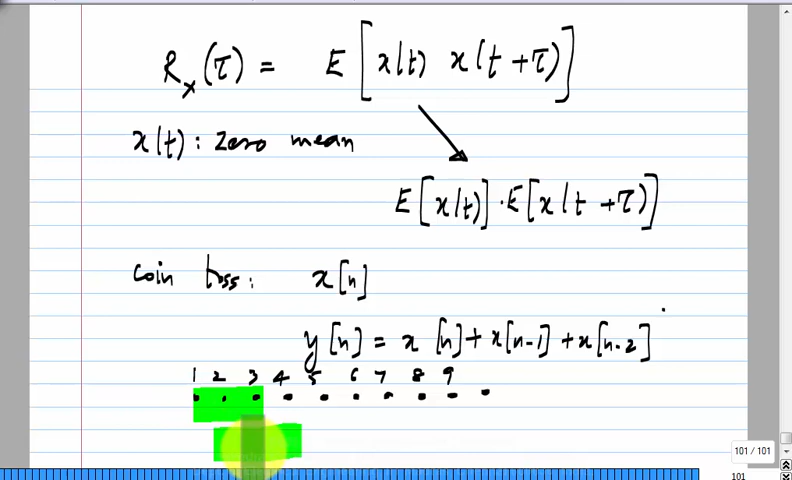 Rx(τ) = E[x(t) x(t+τ)]
x(t): zero mean
E[x(t)]·E[x(t+τ)]
coin toss: x[n]
y[n] = x[n]+x[n-1]+x[n-2]
1 2 3 4 5 6 7 8 9
101 / 101
101